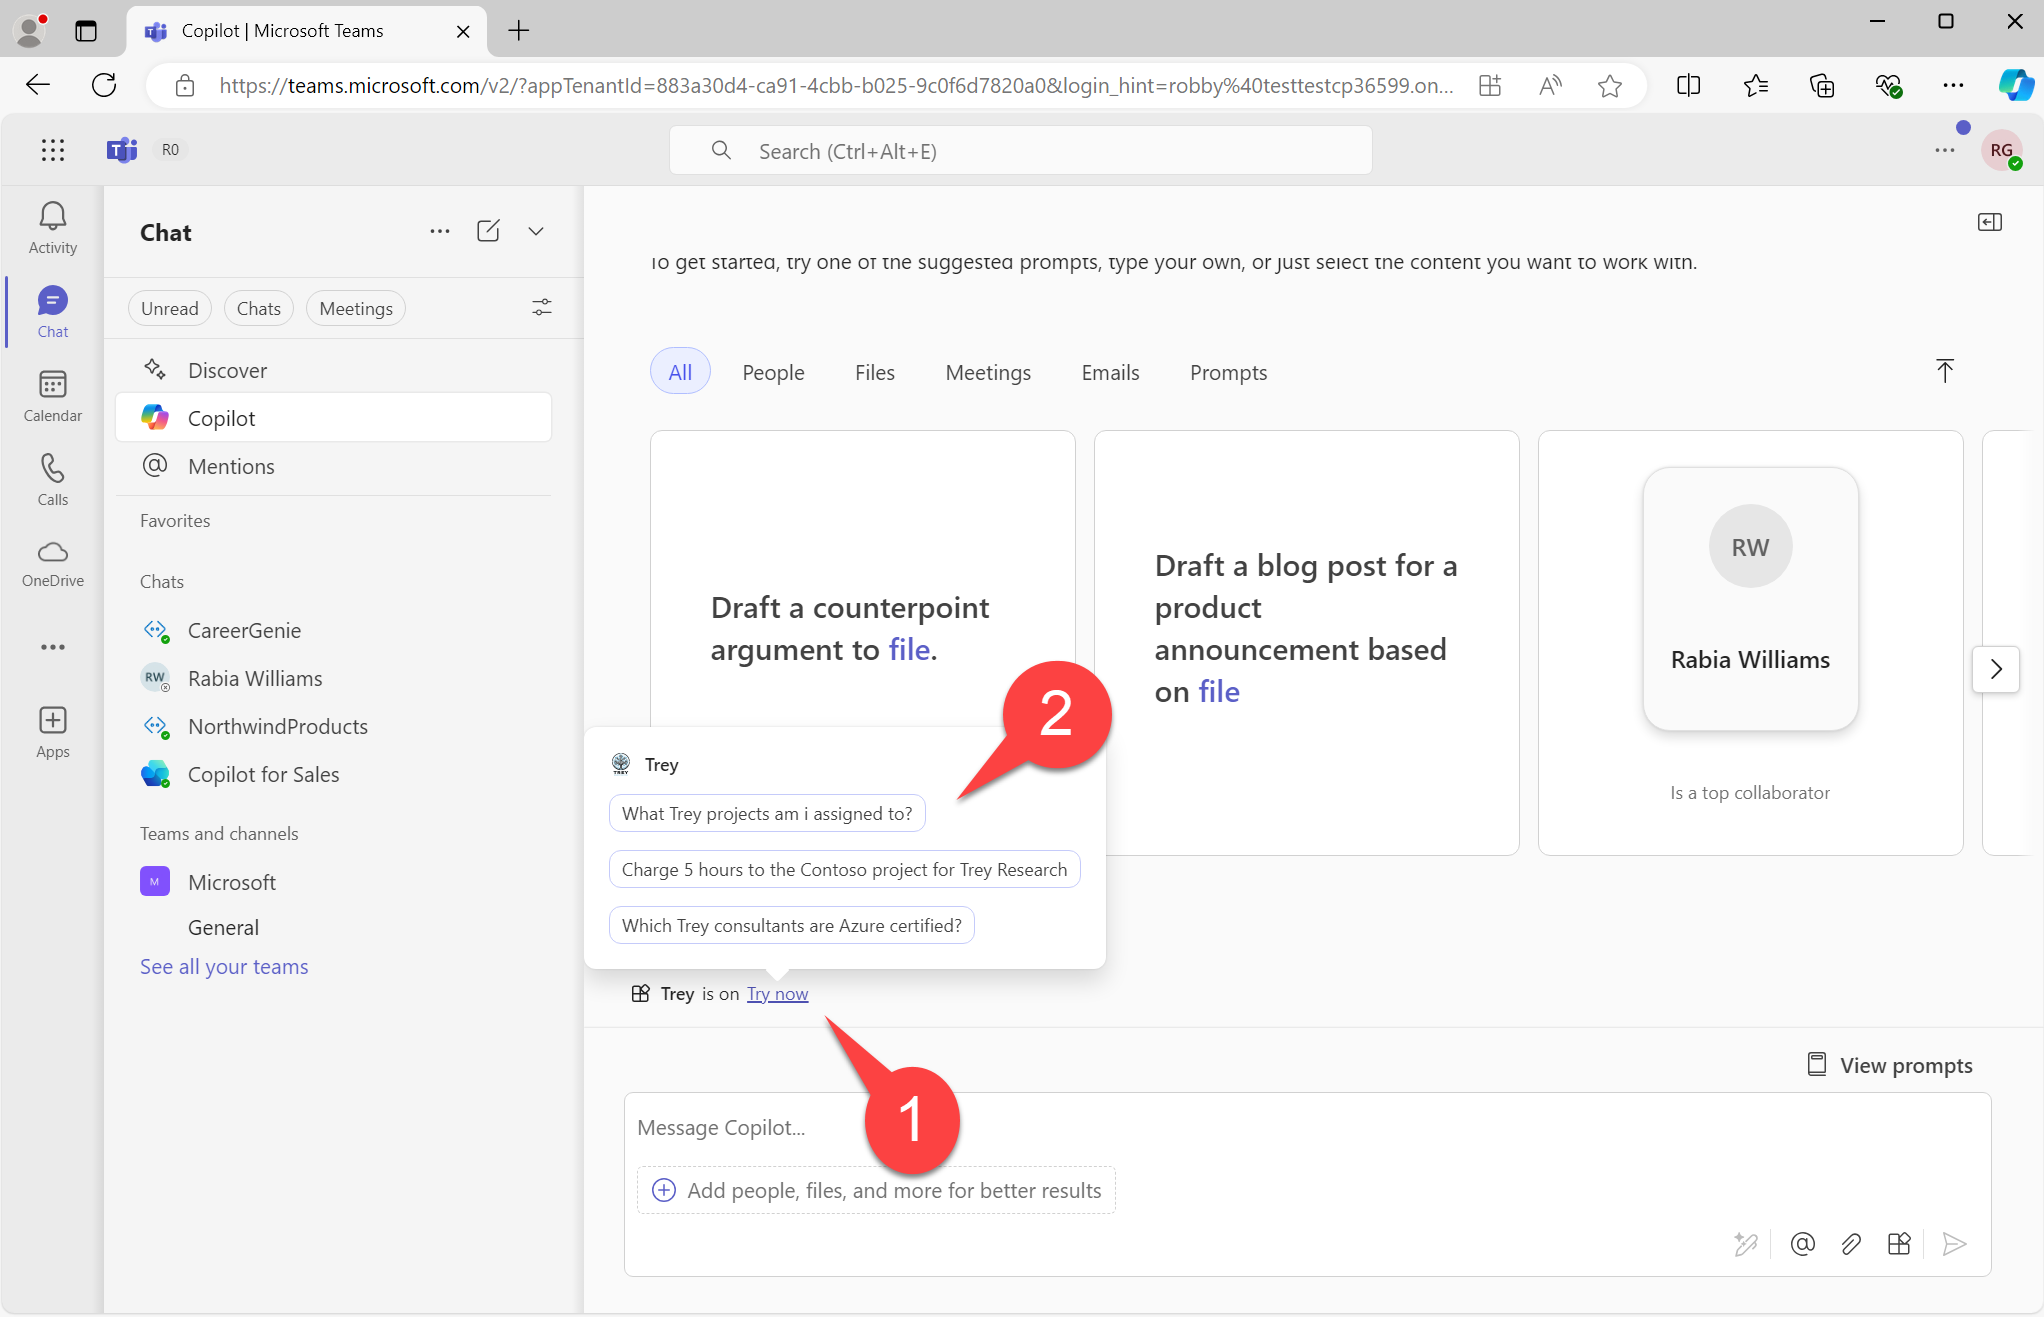 Copilot | Microsoft Teams
https://teams.microsoft.com/v2/?appTenantId=883a30d4-ca91-4cbb-b025-9c0f6d7820a0&login_hint=robby%40testtestcp36599.on...
R0
Search (Ctrl+Alt+E)
RG
Activity
Chat
Calendar
Calls
OneDrive
Apps
Chat
Unread
Chats
Meetings
Discover
Copilot
Mentions
Favorites
Chats
CareerGenie
RW
Rabia Williams
NorthwindProducts
Copilot for Sales
Teams and channels
M
Microsoft
General
See all your teams
To get started, try one of the suggested prompts, type your own, or just select the content you want to work with.
All
People
Files
Meetings
Emails
Prompts
Draft a counterpoint
argument to file.
Draft a blog post for a
product
announcement based
on file
RW
Rabia Williams
Is a top collaborator
2
TREY
Trey
What Trey projects am i assigned to?
Charge 5 hours to the Contoso project for Trey Research
Which Trey consultants are Azure certified?
Trey is on Try now
1
View prompts
Message Copilot...
Add people, files, and more for better results